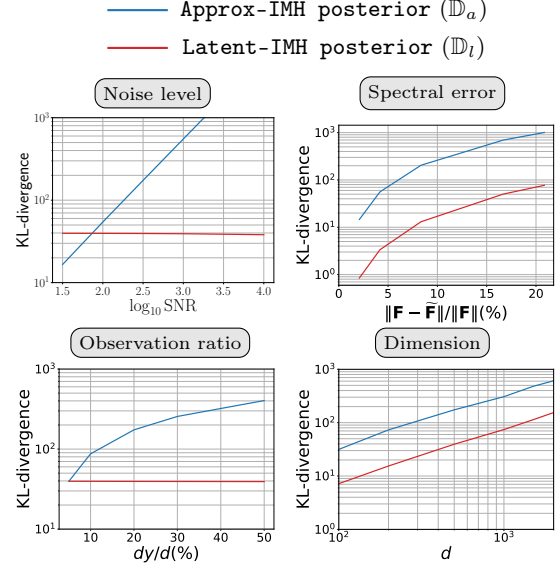 Approx-IMH posterior (𝔻ₐ)
Latent-IMH posterior (𝔻ₗ)
Noise level
Spectral error
KL-divergence
10³
10²
10¹
1.5 2.0 2.5 3.0 3.5 4.0
log₁₀ SNR
KL-divergence
10³
10²
10¹
10⁰
0 5 10 15 20
‖F − F̃‖/‖F‖(%)
Observation ratio
Dimension
KL-divergence
10³
10²
10¹
10 20 30 40 50
dy/d(%)
KL-divergence
10³
10²
10¹
10⁰
10² 10³
d